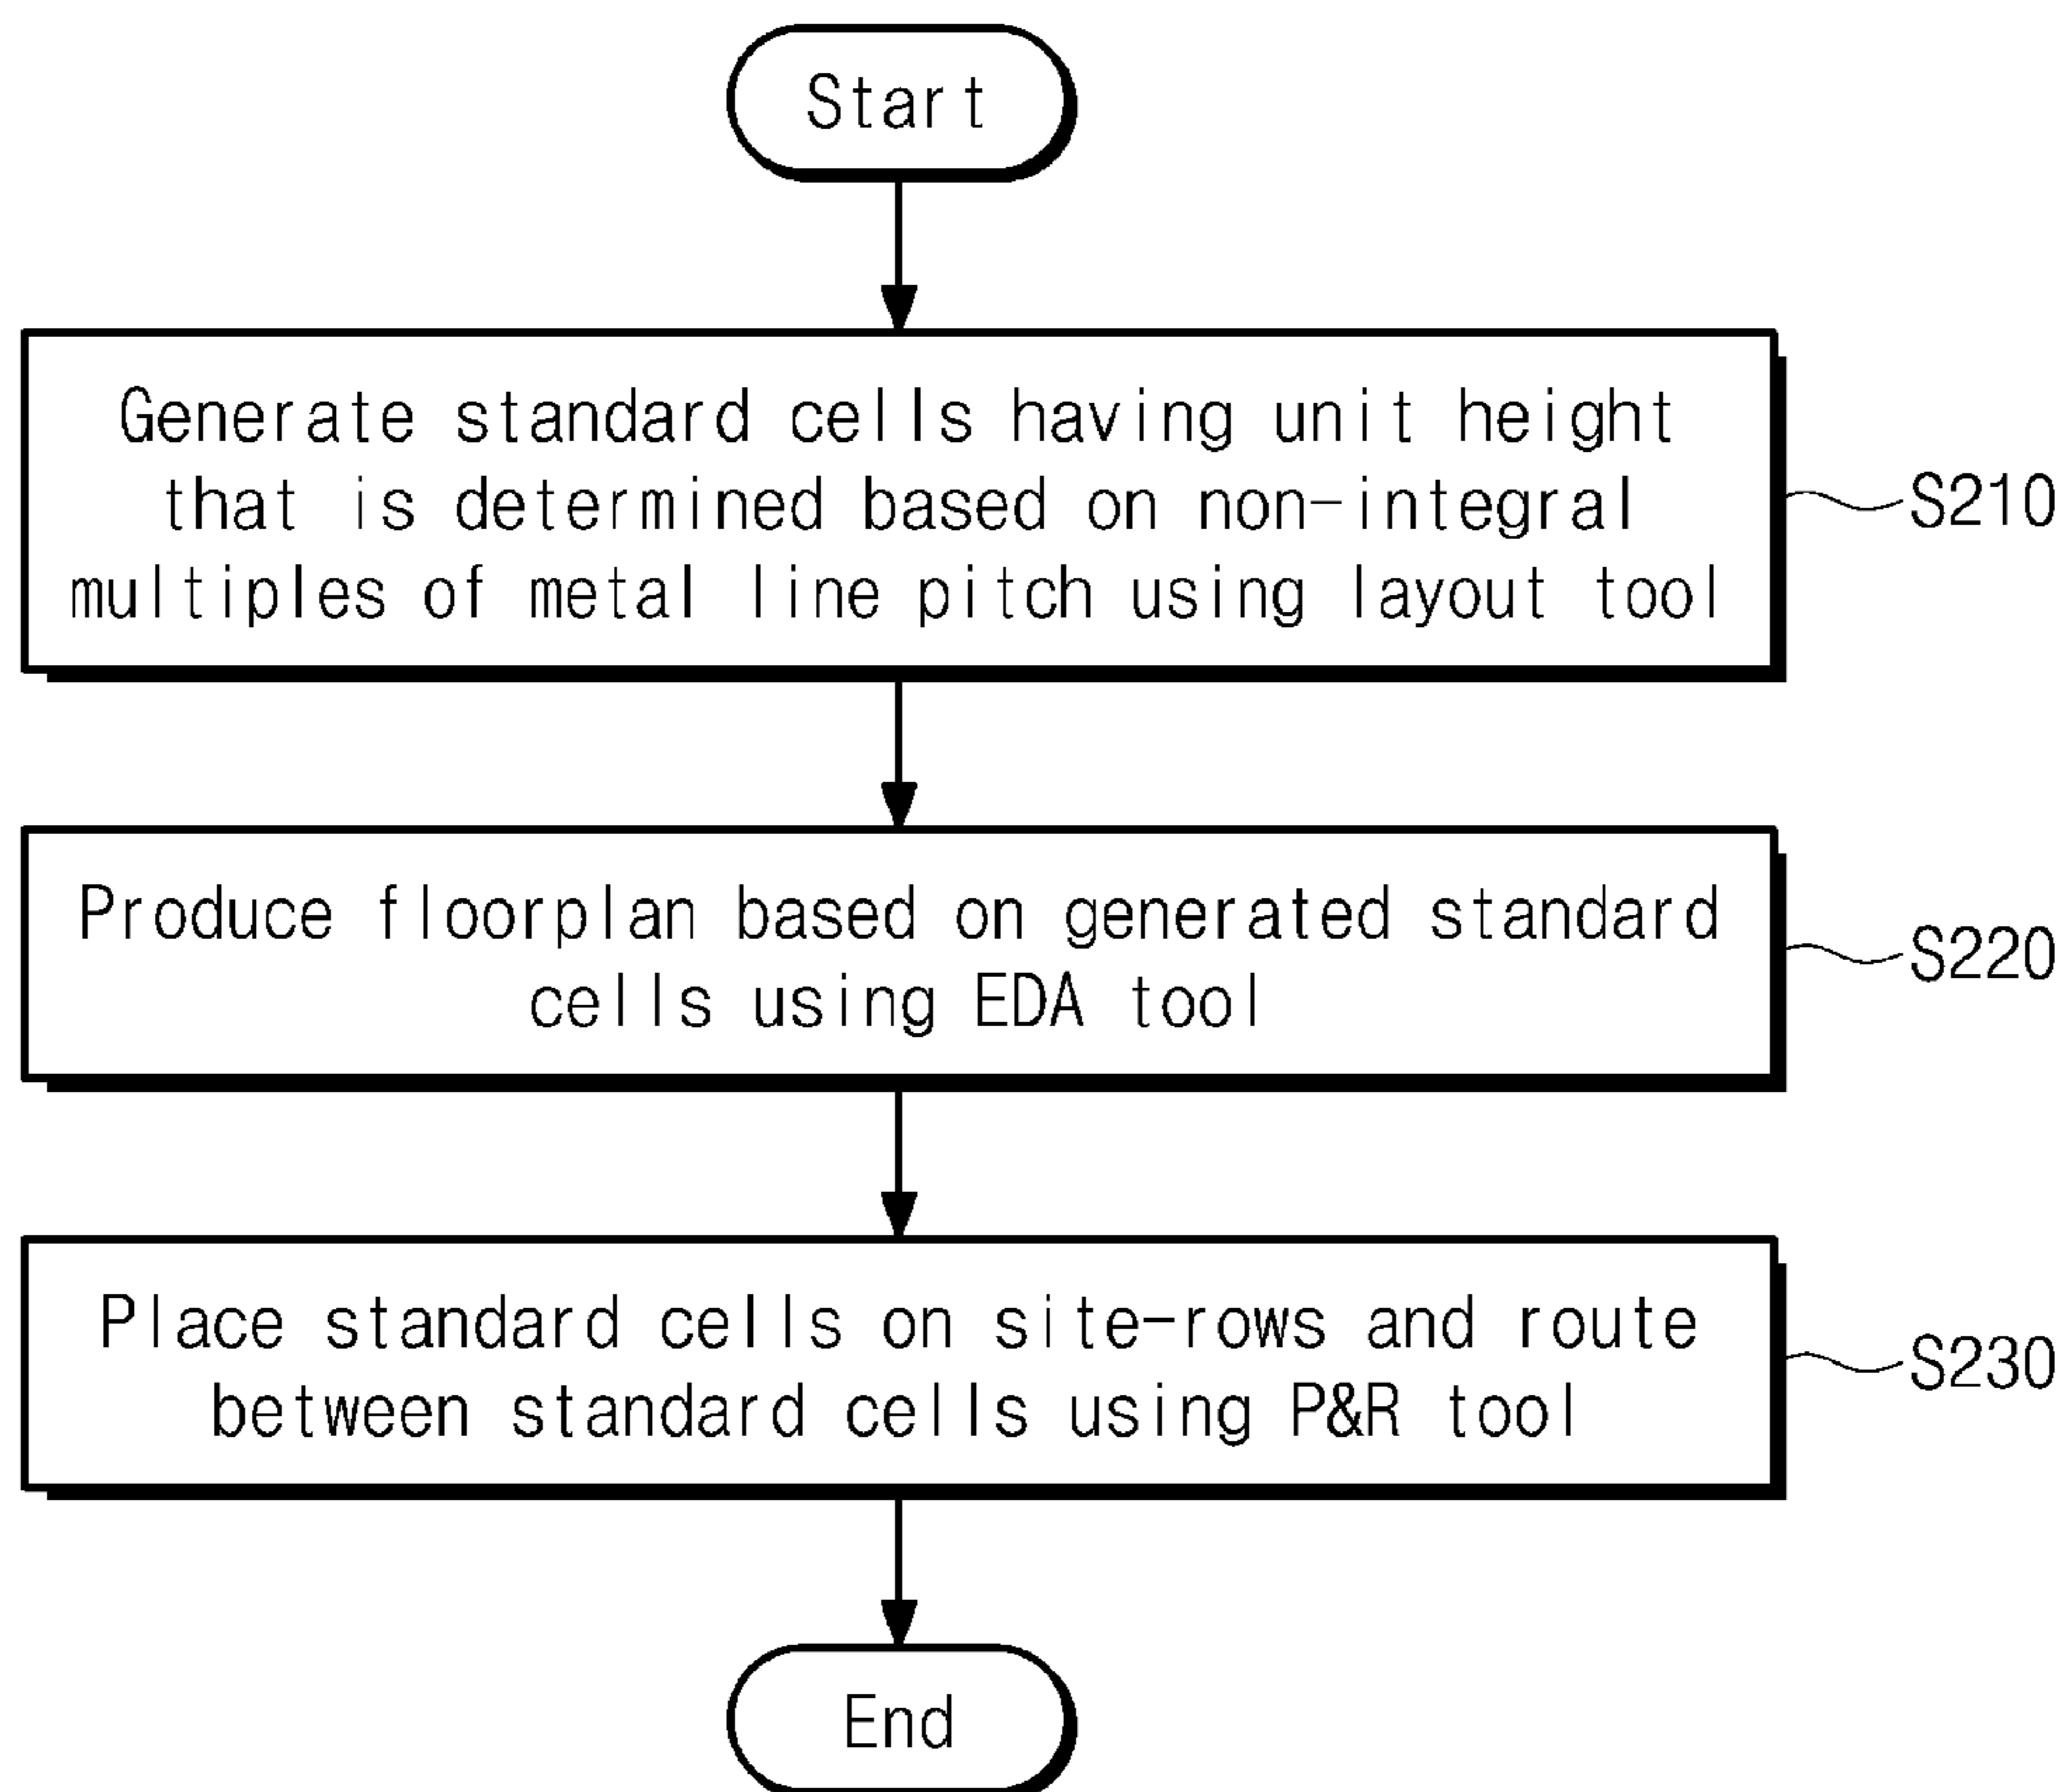 Start
Generate standard cells having unit height
that is determined based on non-integral
multiples of metal line pitch using layout tool
S210
Produce floorplan based on generated standard
cells using EDA tool
S220
Place standard cells on site-rows and route
between standard cells using P&R tool
S230
End